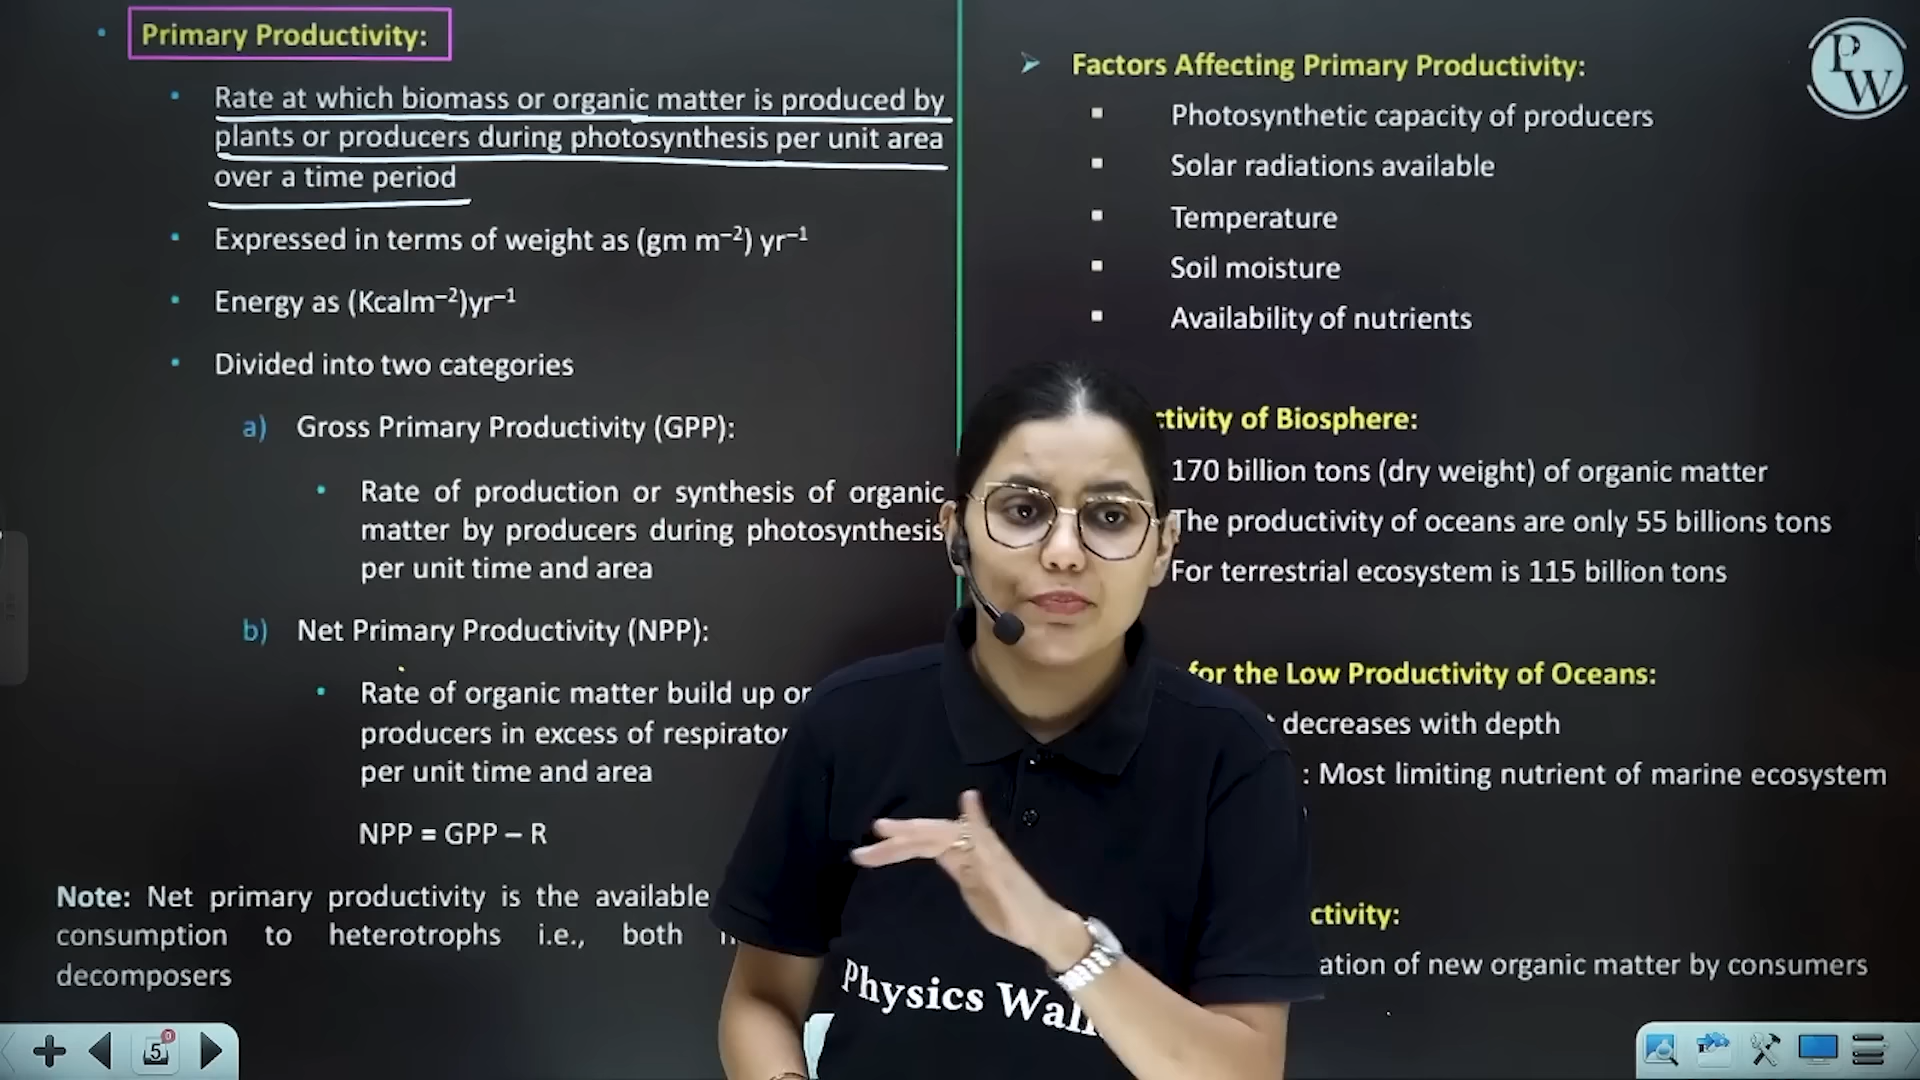 Primary Productivity:
Rate at which biomass or organic matter is produced by
plants or producers during photosynthesis per unit area
over a time period
Expressed in terms of weight as (gm m⁻²) yr⁻¹
Energy as (Kcalm⁻²)yr⁻¹
Divided into two categories
a) Gross Primary Productivity (GPP):
Rate of production or synthesis of organic
matter by producers during photosynthesis
per unit time and area
b) Net Primary Productivity (NPP):
Rate of organic matter build up or
producers in excess of
per unit time and area
NPP = GPP – R
Note: Net primary productivity is the available
consumption to heterotrophs i.e., both
decomposers
Factors Affecting Primary Productivity:
Photosynthetic capacity of producers
Solar radiations available
Temperature
Soil moisture
Availability of nutrients
of Biosphere:
170 billion tons (dry weight) of organic matter
The productivity of oceans are only 55 billions tons
For terrestrial ecosystem is 115 billion tons
for the Low Productivity of Oceans:
decreases with depth
: Most limiting nutrient of marine ecosystem
of new organic matter by consumers
PW
Physics
5